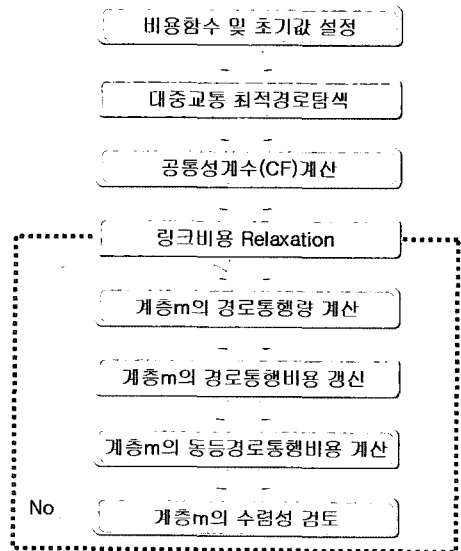 비용함수 및 초기값 설정
대중교통 최적경로탐색
공통성계수(CF)계산
링크비용 Relaxation
계층m의 경로통행량 계산
계층m의 경로통행비용 갱신
계층m의 동등경로통행비용 계산
No
계층m의 수렴성 검토